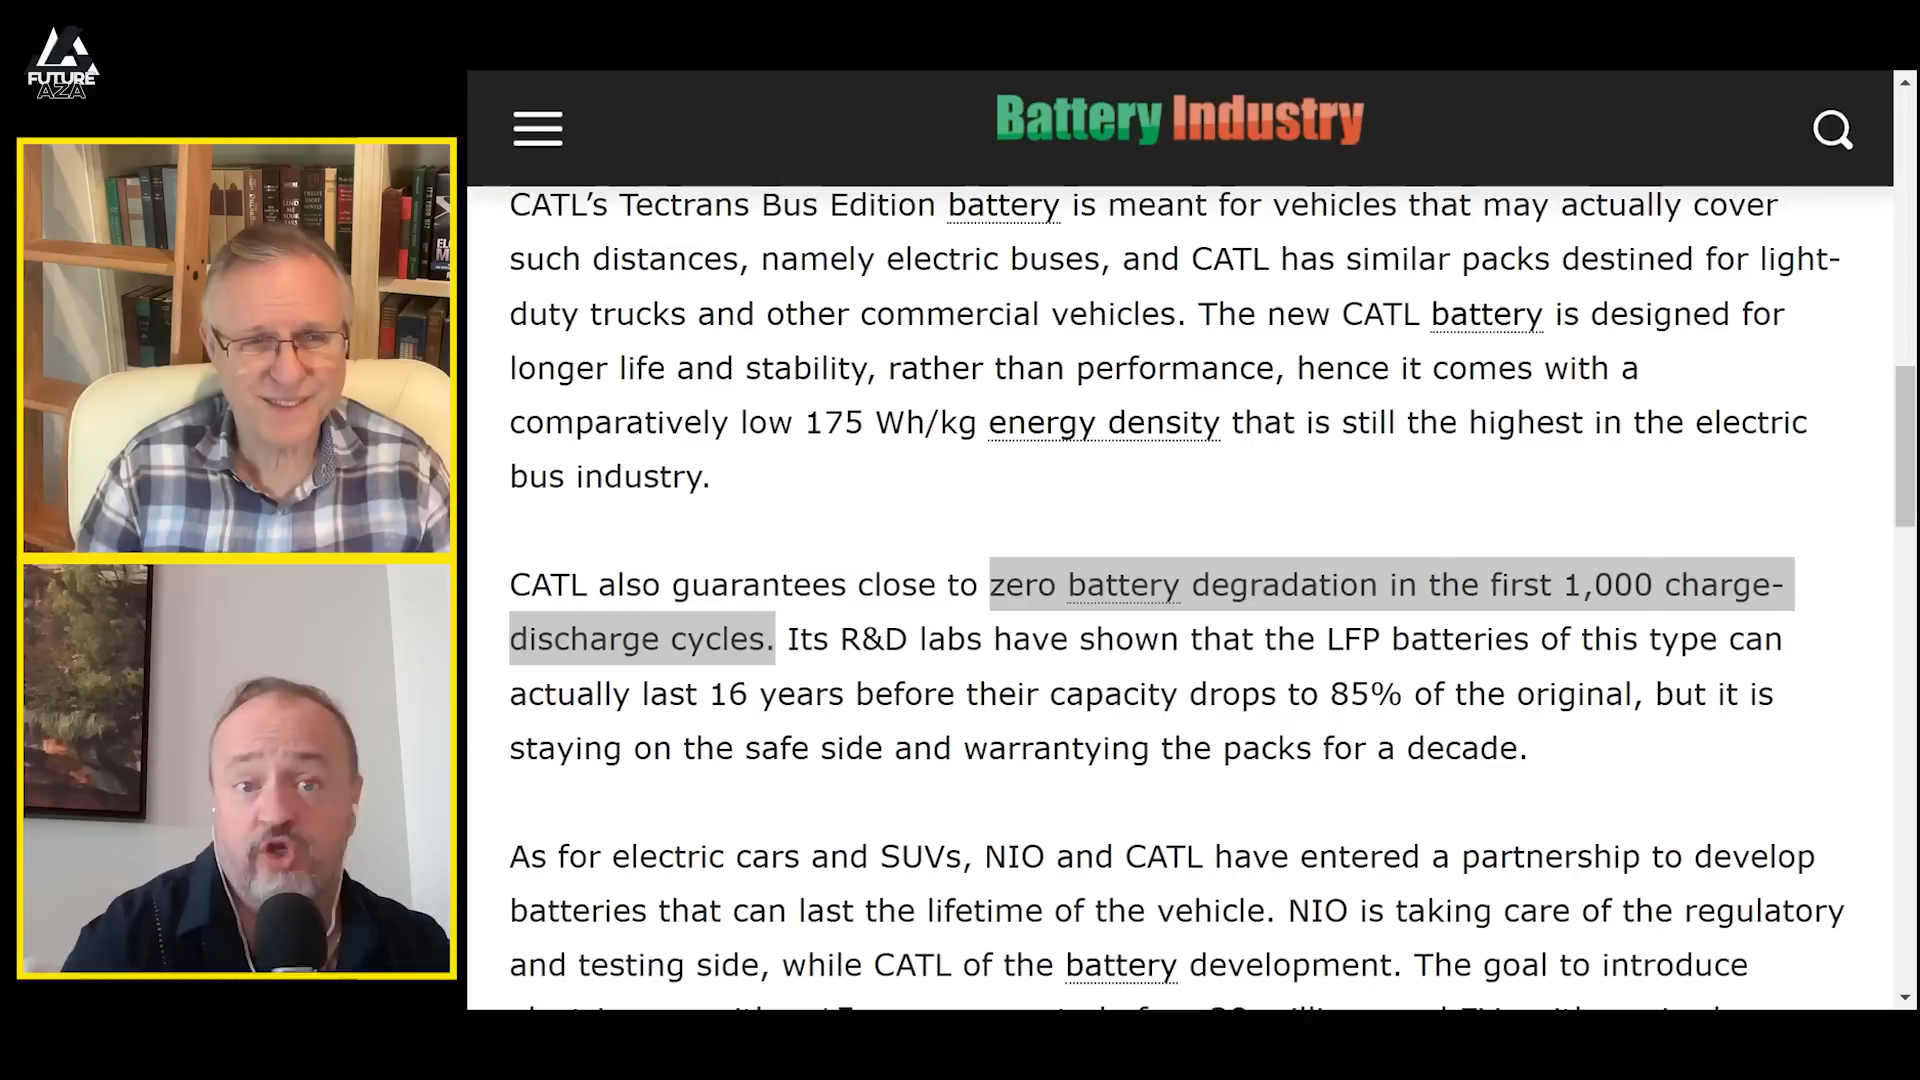 FUTURE
AZA
Battery Industry
CATL’s Tectrans Bus Edition battery is meant for vehicles that may actually cover
such distances, namely electric buses, and CATL has similar packs destined for light-
duty trucks and other commercial vehicles. The new CATL battery is designed for
longer life and stability, rather than performance, hence it comes with a
comparatively low 175 Wh/kg energy density that is still the highest in the electric
bus industry.
CATL also guarantees close to zero battery degradation in the first 1,000 charge-
discharge cycles. Its R&D labs have shown that the LFP batteries of this type can
actually last 16 years before their capacity drops to 85% of the original, but it is
staying on the safe side and warrantying the packs for a decade.
As for electric cars and SUVs, NIO and CATL have entered a partnership to develop
batteries that can last the lifetime of the vehicle. NIO is taking care of the regulatory
and testing side, while CATL of the battery development. The goal to introduce